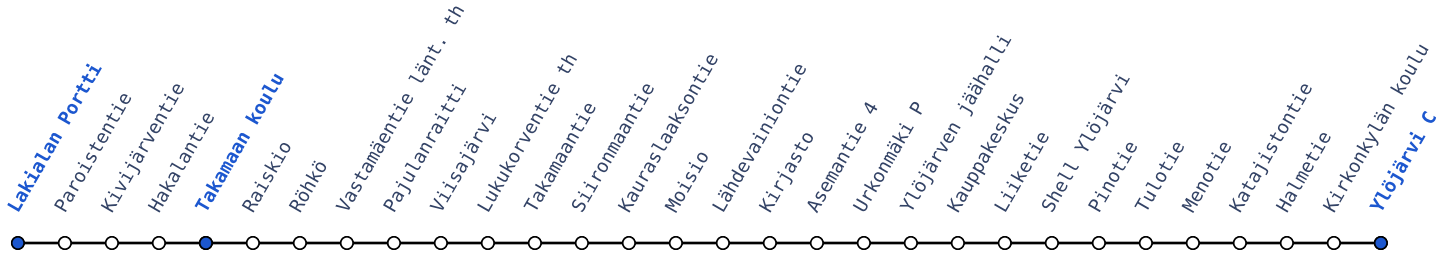 Lakialan Portti
Paroistentie
Kivijärventie
Hakalantie
Takamaan koulu
Raiskio
Röhkö
Vastamäentie länt. th
Pajulanraitti
Viisajärvi
Lukukorventie th
Takamaantie
Siironmaantie
Kauraslaaksontie
Moisio
Lähdevainiontie
Kirjasto
Asemantie 4
Urkonmäki P
Ylöjärven jäähalli
Kauppakeskus
Liiketie
Shell Ylöjärvi
Pinotie
Tulotie
Menotie
Katajistontie
Halmetie
Kirkonkylän koulu
Ylöjärvi C